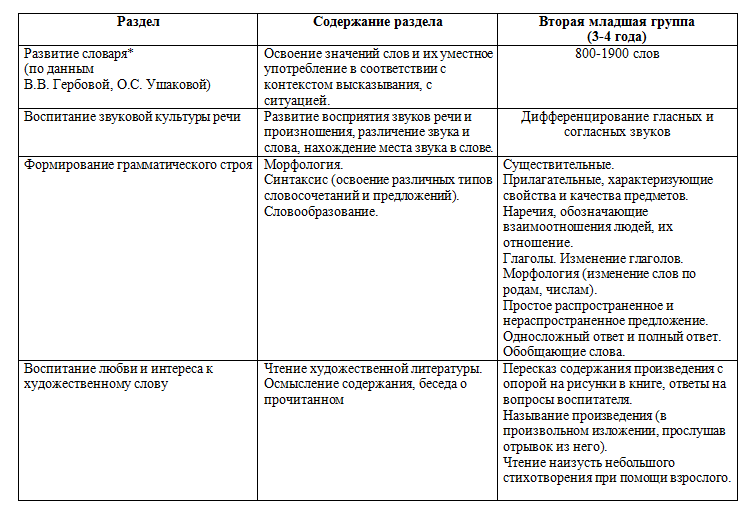 Раздел
Содержание раздела
Вторая младшая группа
(3-4 года)
Развитие словаря*
(по данным
В.В. Гербовой, О.С. Ушаковой)
Освоение значений слов и их уместное
употребление в соответствии с
контекстом высказывания, с
ситуацией.
800-1900 слов
Воспитание звуковой культуры речи
Развитие восприятия звуков речи и
произношения, различение звука и
слова, нахождение места звука в слове.
Дифференцирование гласных и
согласных звуков
Формирование грамматического строя
Морфология.
Синтаксис (освоение различных типов
словосочетаний и предложений).
Словообразование.
Существительные.
Прилагательные, характеризующие
свойства и качества предметов.
Наречия, обозначающие
взаимоотношения людей, их
отношение.
Глаголы. Изменение глаголов.
Морфология (изменение слов по
родам, числам).
Простое распространенное и
нераспространенное предложение.
Односложный ответ и полный ответ.
Обобщающие слова.
Воспитание любви и интереса к
художественному слову
Чтение художественной литературы.
Осмысление содержания, беседа о
прочитанном
Пересказ содержания произведения с
опорой на рисунки в книге, ответы на
вопросы воспитателя.
Называние произведения (в
произвольном изложении, прослушав
отрывок из него).
Чтение наизусть небольшого
стихотворения при помощи взрослого.